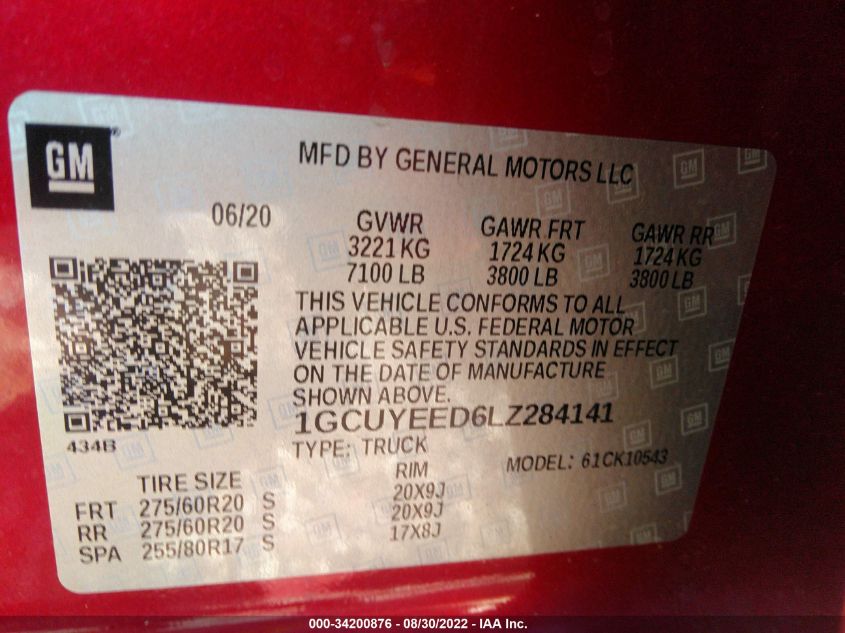 GM
MFD BY GENERAL MOTORS LLC
06/20
GVWR GAWR FRT GAWR RR
3221 KG 1724 KG 1724 KG
7100 LB 3800 LB 3800 LB
THIS VEHICLE CONFORMS TO ALL
APPLICABLE U.S. FEDERAL MOTOR
VEHICLE SAFETY STANDARDS IN EFFECT
ON THE DATE OF MANUFACTURE
SHOWN ABOVE.
1GCUYEED6LZ284141
434B
TYPE: TRUCK MODEL: 61CK10543
TIRE SIZE RIM
FRT 275/60R20 S 20X9J
RR 275/60R20 S 20X9J
SPA 255/80R17 S 17X8J
000-34200876 - 08/30/2022 - IAA Inc.